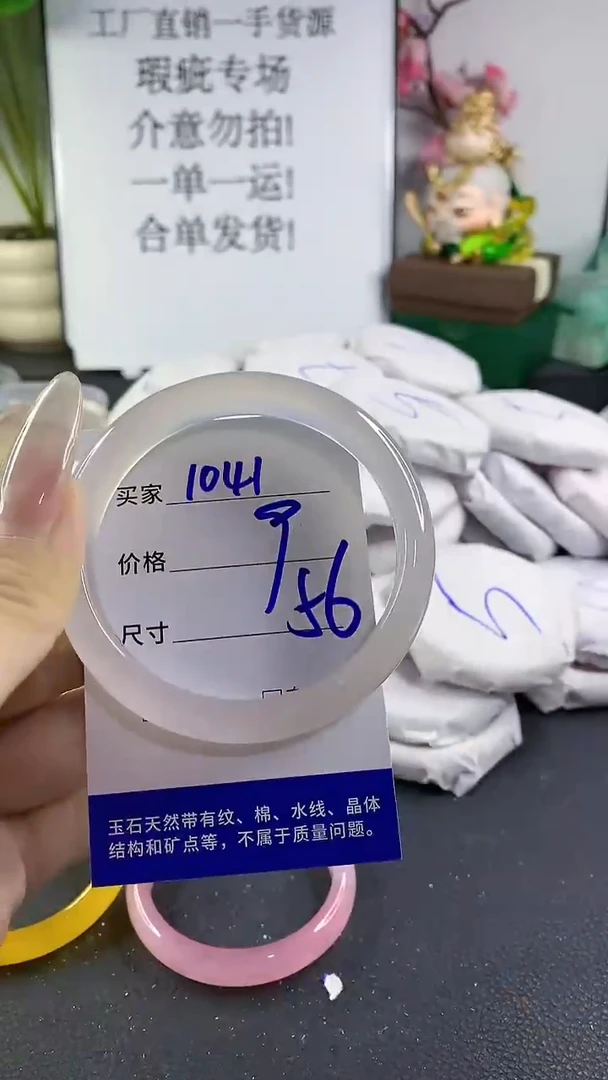 工厂直销一手货源
瑕疵专场
介意勿拍!
一单一运!
合单发货!
买家 1041
价格
尺寸 56
玉石天然带有纹、棉、水线、晶体
结构和矿点等，不属于质量问题。